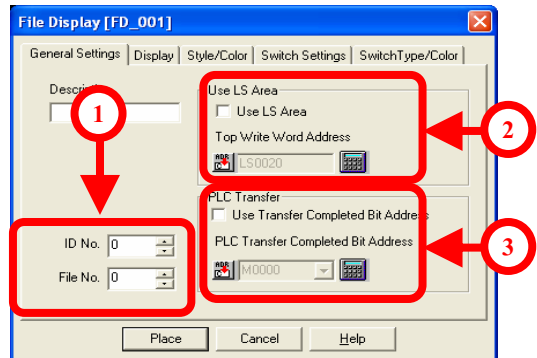 File Display [FD_001]
General Settings Display Style/Color Switch Settings SwitchType/Color
Use LS Area
Use LS Area
Top Write Word Address
LS0020
1
2
PLC Transfer
Use Transfer Completed Bit Address
PLC Transfer Completed Bit Address
M0000
3
ID No. 0
File No. 0
Place Cancel Help